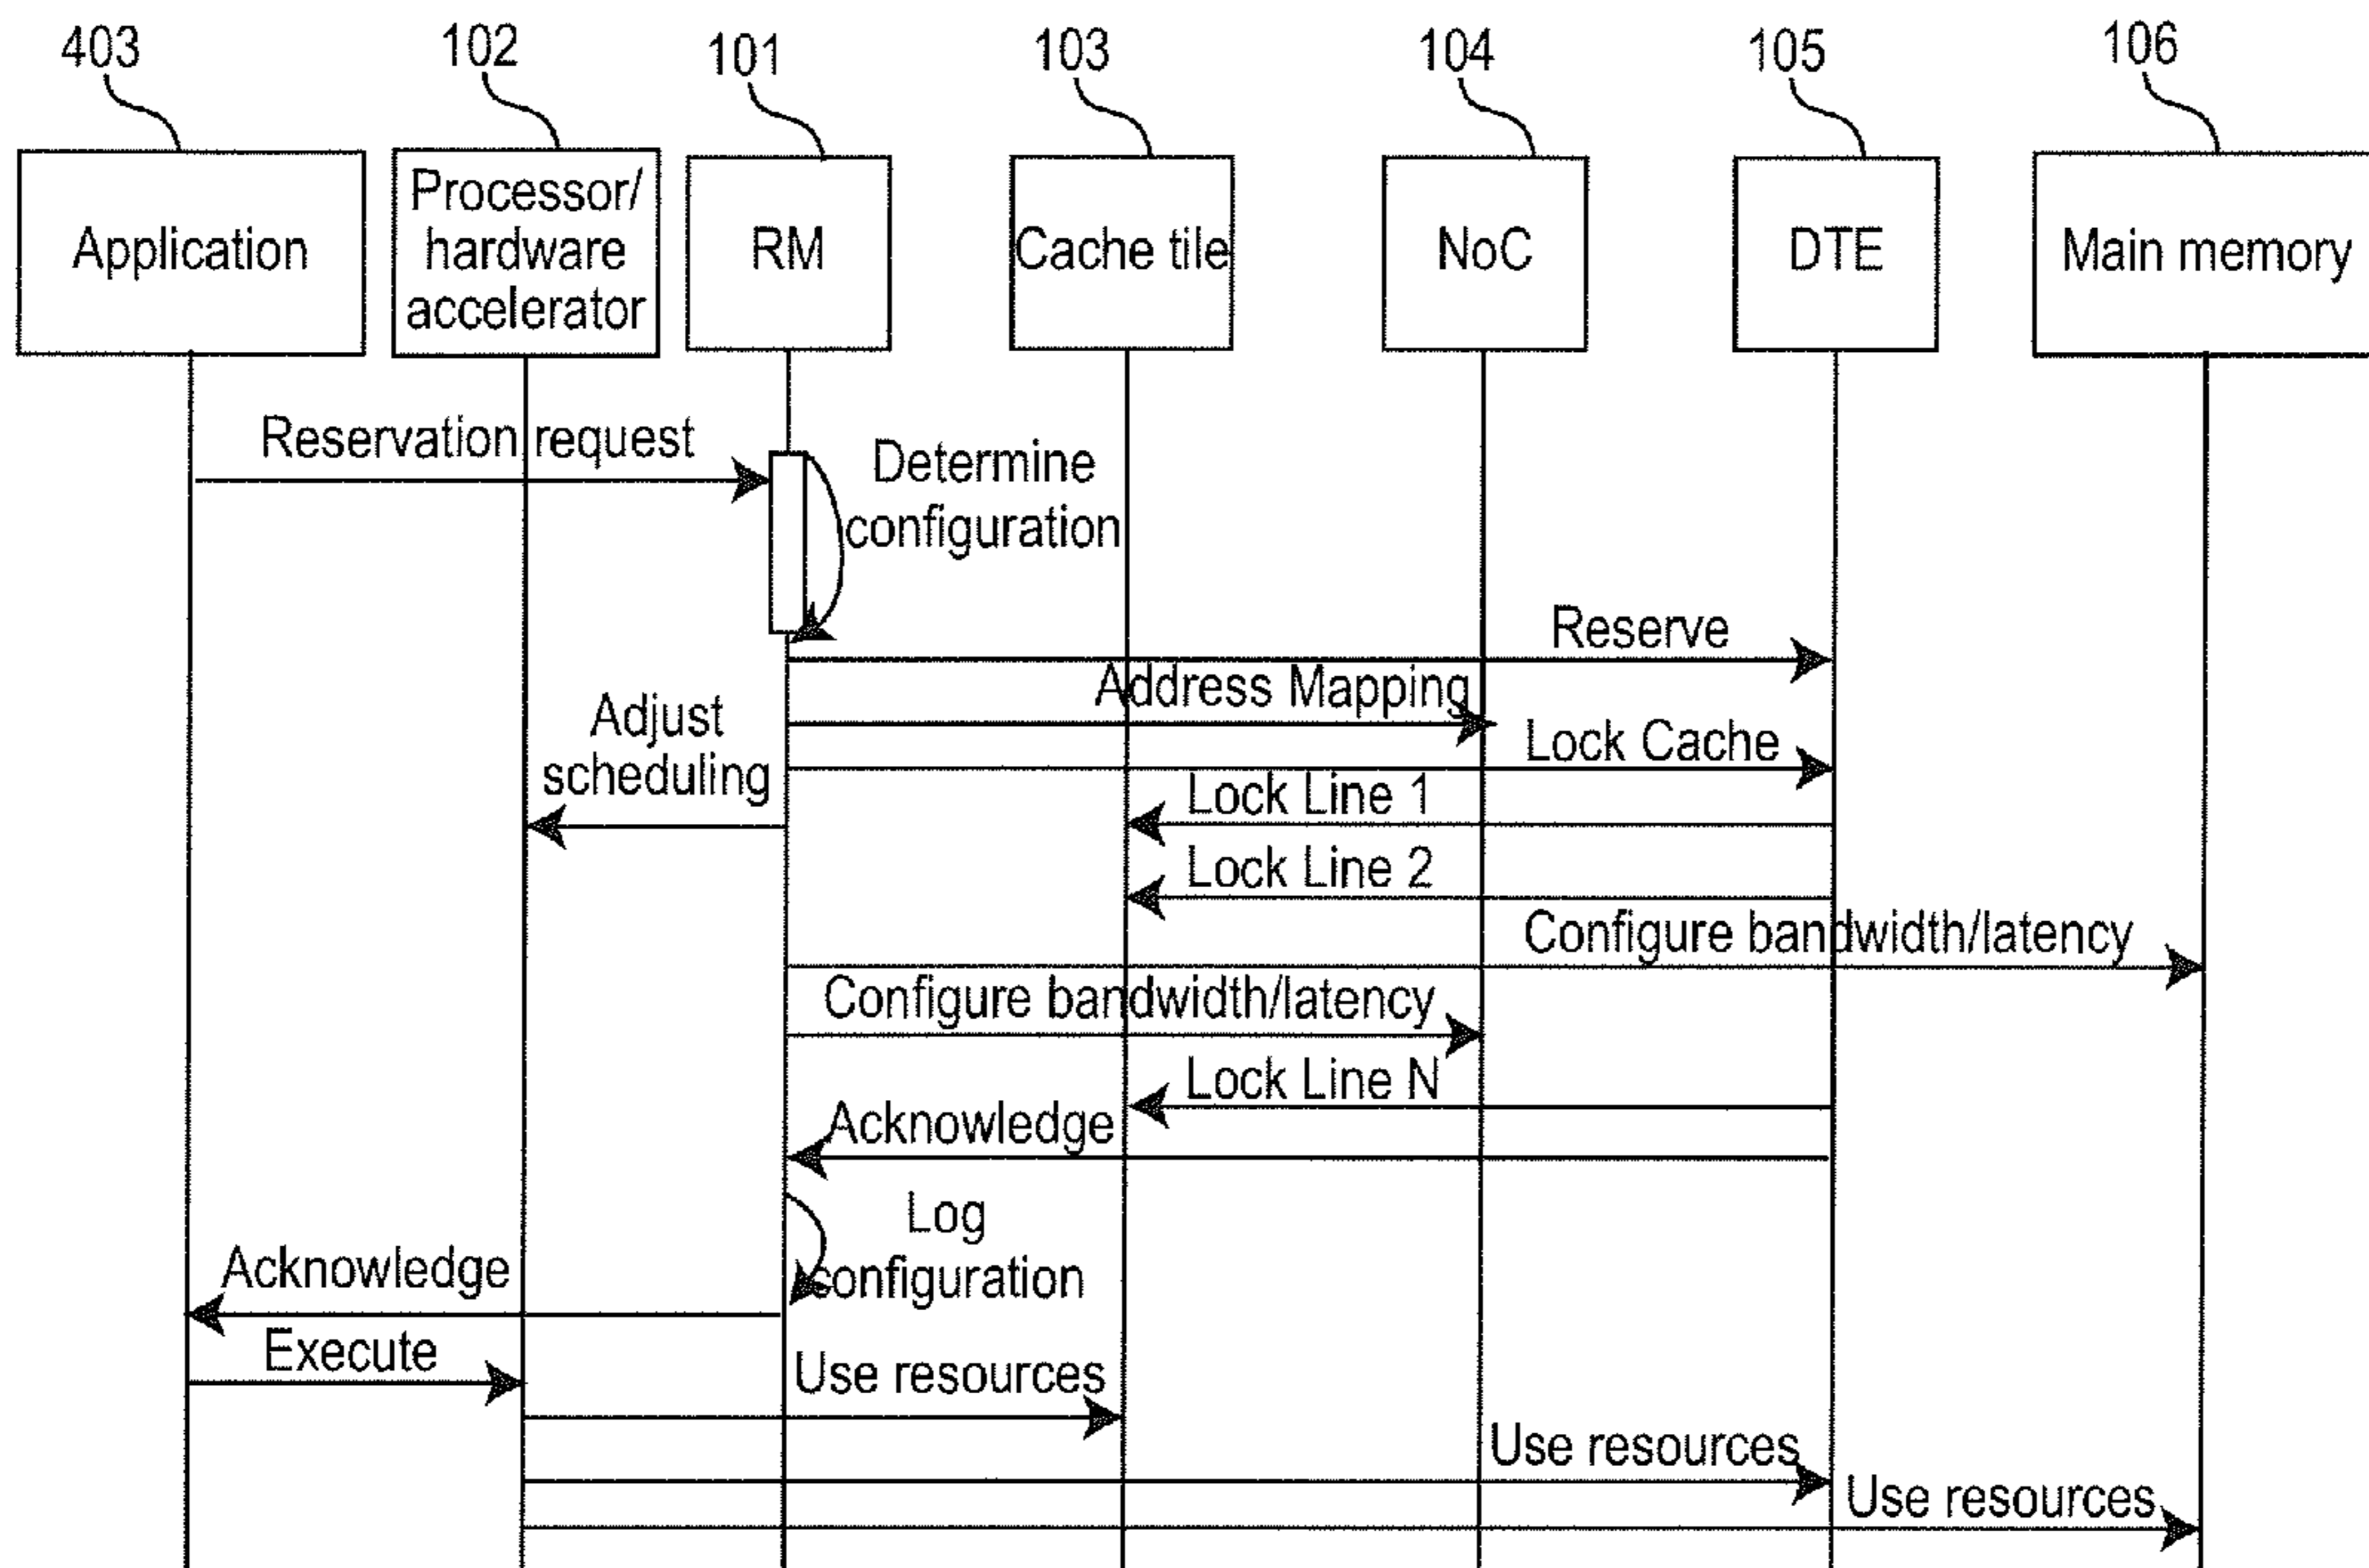 403
102
101
103
104
105
106
Application
Processor/
hardware
accelerator
RM
Cache tile
NoC
DTE
Main memory
Reservation request
Determine
configuration
Reserve
Address Mapping
Adjust
scheduling
Lock Cache
Lock Line 1
Lock Line 2
Configure bandwidth/latency
Configure bandwidth/latency
Lock Line N
Acknowledge
Log
configuration
Acknowledge
Execute
Use resources
Use resources
Use resources